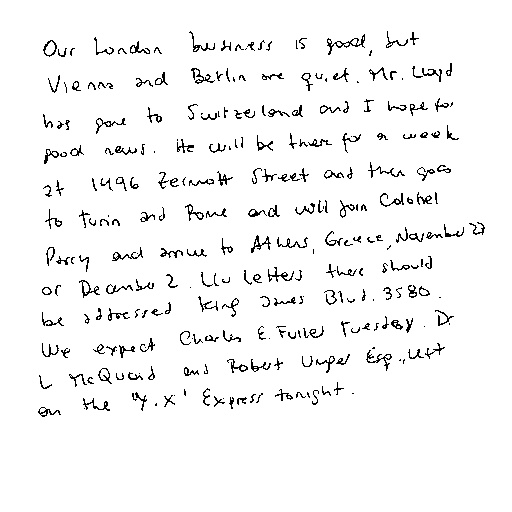 Our London business is good, but
Vienna and Berlin are quiet. Mr. Lloyd
has gone to Switzerland and I hope for
good news. He will be there for a week
at 1496 Zermott Street and then goes
to Turin and Rome and will join Colonel
Parry and arrive to Athens, Greece, November 27
or December 2. Letters there should
be addressed King James Blvd. 3580.
We expect Charles E. Fuller Tuesday. Dr
L McQuaid and Robert Unger Esq., left
on the "Y.X" Express tonight.